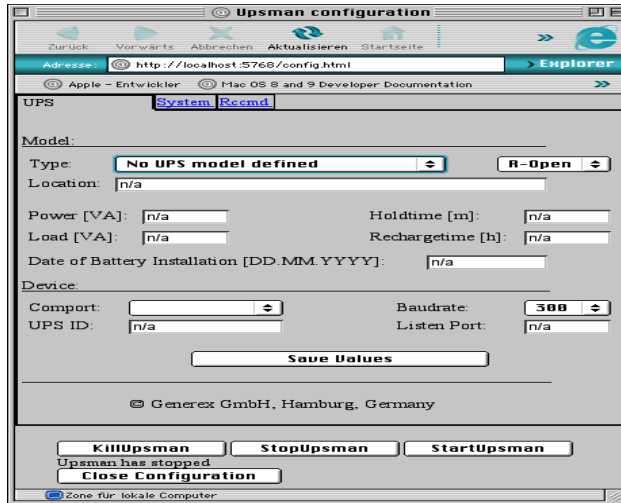 Upsman configuration
Zurück Vorwärts Abbrechen Aktualisieren Startseite »
Adresse: http://localhost:5768/config.html > Explorer
Apple - Entwickler Mac OS 8 and 9 Developer Documentation »
UPS System Rccmd
Model:
Type: No UPS model defined R-Open
Location: n/a
Power [VA]: n/a Holdtime [m]: n/a
Load [VA]: n/a Rechargetime [h]: n/a
Date of Battery Installation [DD.MM.YYYY]: n/a
Device:
Comport: Baudrate: 300
UPS ID: n/a Listen Port: n/a
Save Values
© Generex GmbH, Hamburg, Germany
KillUpsman StopUpsman StartUpsman
Upsman has stopped
Close Configuration
Zone für lokale Computer